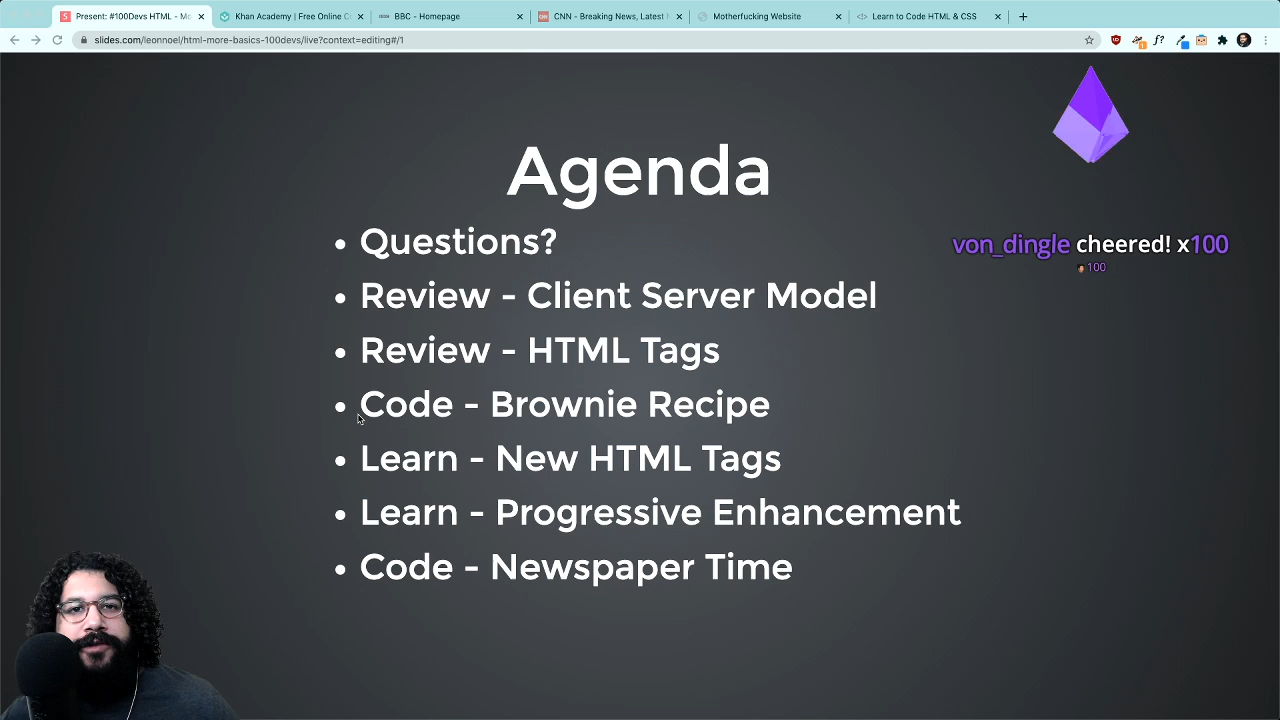 Present: #100Devs HTML - Mo
Khan Academy | Free Online C
BBC
BBC - Homepage
CNN
CNN - Breaking News, Latest N
Motherfucking Website
</> Learn to Code HTML & CSS
slides.com/leonnoel/html-more-basics-100devs/live?context=editing#/1
f?
Agenda
• Questions?
• Review - Client Server Model
• Review - HTML Tags
• Code - Brownie Recipe
• Learn - New HTML Tags
• Learn - Progressive Enhancement
• Code - Newspaper Time
von_dingle cheered! x100
100